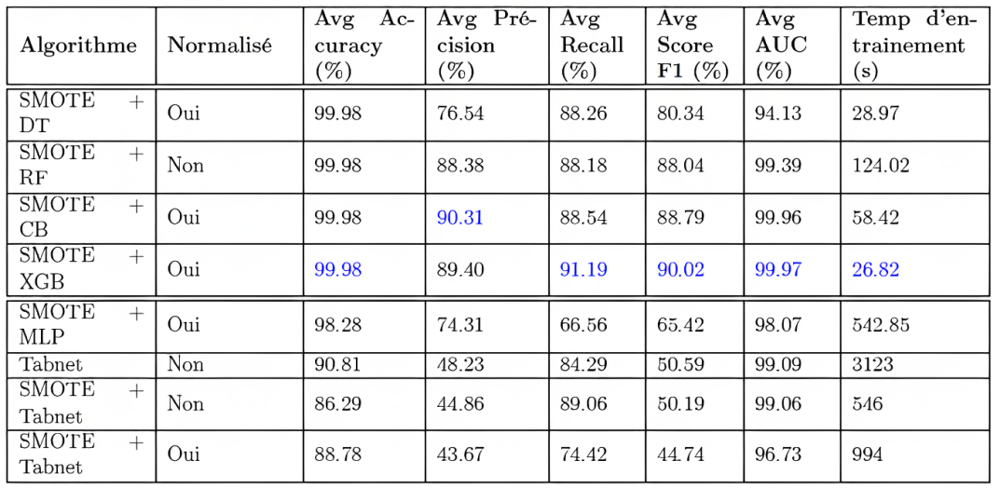 Algorithme Normalisé Avg Ac-curacy (%) Avg Pré-cision (%) Avg Recall (%) Avg Score F1 (%) Avg AUC (%) Temp d'en-trainement (s)
SMOTE + DT Oui 99.98 76.54 88.26 80.34 94.13 28.97
SMOTE + RF Non 99.98 88.38 88.18 88.04 99.39 124.02
SMOTE + CB Oui 99.98 90.31 88.54 88.79 99.96 58.42
SMOTE + XGB Oui 99.98 89.40 91.19 90.02 99.97 26.82
SMOTE + MLP Oui 98.28 74.31 66.56 65.42 98.07 542.85
Tabnet Non 90.81 48.23 84.29 50.59 99.09 3123
SMOTE + Tabnet Non 86.29 44.86 89.06 50.19 99.06 546
SMOTE + Tabnet Oui 88.78 43.67 74.42 44.74 96.73 994